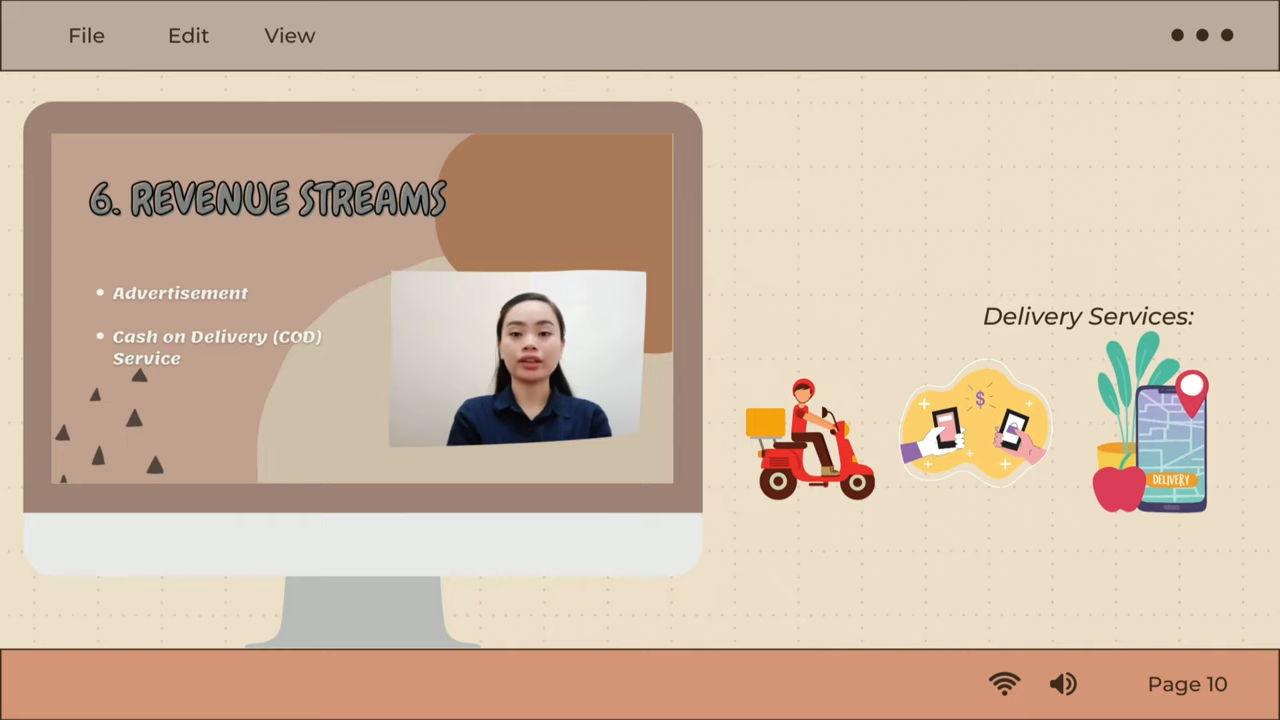 File Edit View
6. REVENUE STREAMS
Advertisement
Cash on Delivery (COD)
Service
Delivery Services:
DELIVERY
Page 10